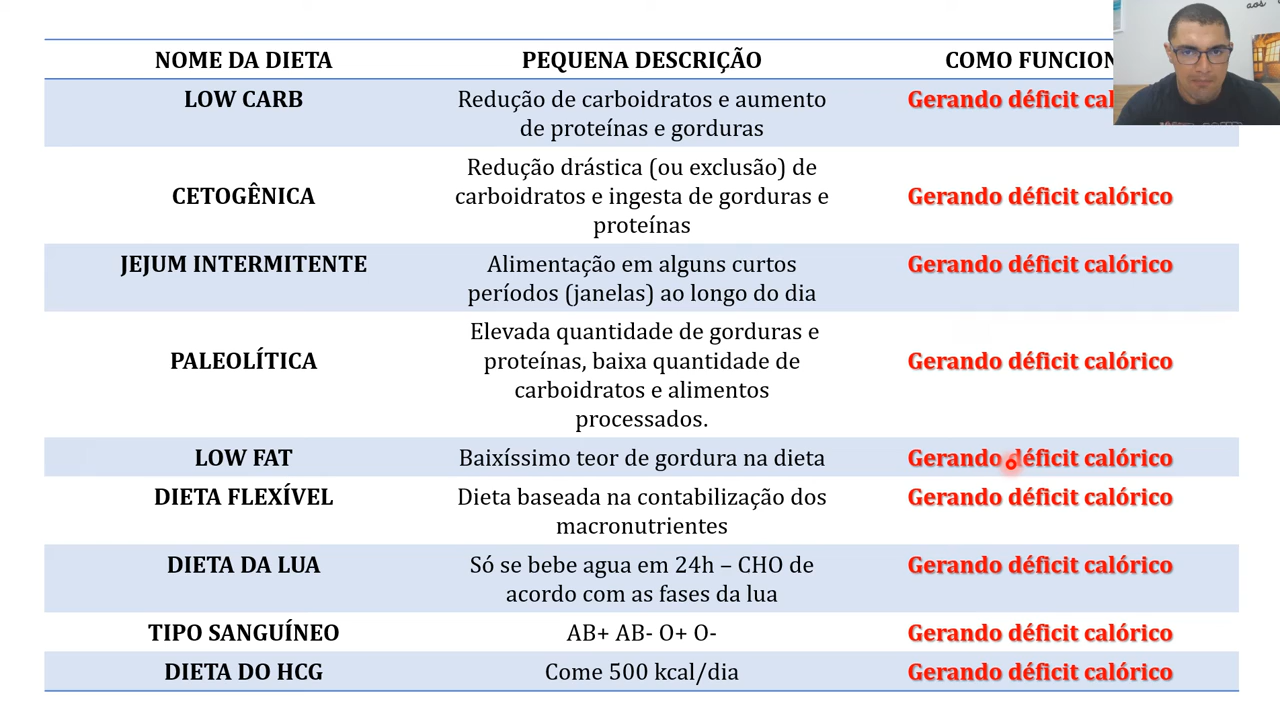 NOME DA DIETA PEQUENA DESCRIÇÃO COMO FUNCION
LOW CARB Redução de carboidratos e aumento Gerando déficit cal
de proteínas e gorduras
Redução drástica (ou exclusão) de
CETOGÊNICA carboidratos e ingesta de gorduras e Gerando déficit calórico
proteínas
JEJUM INTERMITENTE Alimentação em alguns curtos Gerando déficit calórico
períodos (janelas) ao longo do dia
Elevada quantidade de gorduras e
PALEOLÍTICA proteínas, baixa quantidade de Gerando déficit calórico
carboidratos e alimentos
processados.
LOW FAT Baixíssimo teor de gordura na dieta Gerando déficit calórico
DIETA FLEXÍVEL Dieta baseada na contabilização dos Gerando déficit calórico
macronutrientes
DIETA DA LUA Só se bebe agua em 24h – CHO de Gerando déficit calórico
acordo com as fases da lua
TIPO SANGUÍNEO AB+ AB- O+ O- Gerando déficit calórico
DIETA DO HCG Come 500 kcal/dia Gerando déficit calórico
aos